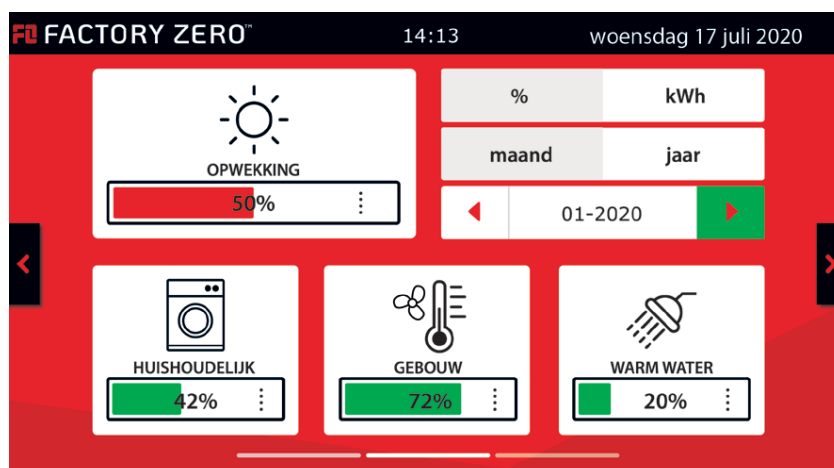 FACTORY ZERO™
14:13
woensdag 17 juli 2020
OPWEKKING
50%
%
kWh
maand
jaar
01-2020
HUISHOUDELIJK
42%
GEBOUW
72%
WARM WATER
20%